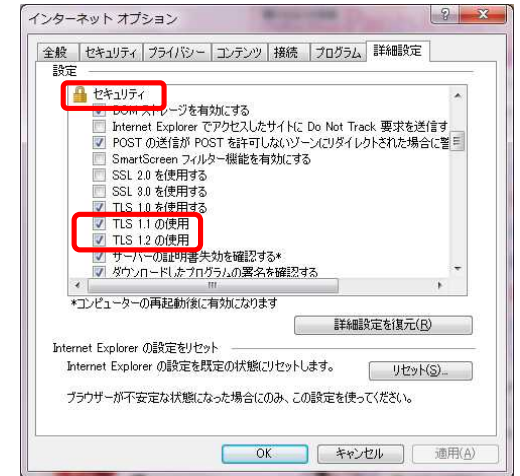 インターネット オプション
全般 セキュリティ プライバシー コンテンツ 接続 プログラム 詳細設定
設定
セキュリティ
DOM ストレージを有効にする
Internet Explorer でアクセスしたサイトに Do Not Track 要求を送信す
POST の送信が POST を許可しないゾーンにリダイレクトされた場合に警
SmartScreen フィルター機能を有効にする
SSL 2.0 を使用する
SSL 3.0 を使用する
TLS 1.0 を使用する
TLS 1.1 の使用
TLS 1.2 の使用
サーバーの証明書失効を確認する*
ダウンロードしたプログラムの署名を確認する
*コンピューターの再起動後に有効になります
詳細設定を復元(R)
Internet Explorer の設定をリセット
Internet Explorer の設定を既定の状態にリセットします。
リセット(S)...
ブラウザーが不安定な状態になった場合にのみ、この設定を使ってください。
OK キャンセル 適用(A)